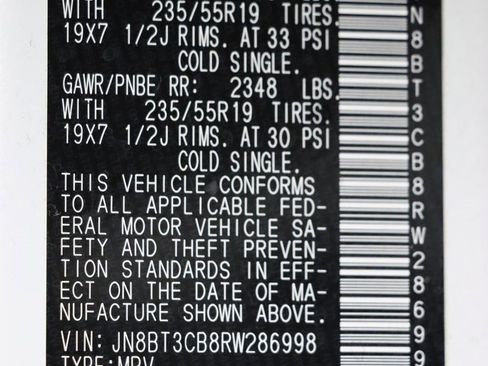 WITH 235/55R19 TIRES.
19X7 1/2J RIMS. AT 33 PSI
COLD SINGLE.
GAWR/PNBE RR: 2348 LBS.
WITH 235/55R19 TIRES.
19X7 1/2J RIMS. AT 30 PSI
COLD SINGLE.
THIS VEHICLE CONFORMS
TO ALL APPLICABLE FED-
ERAL MOTOR VEHICLE SA-
FETY AND THEFT PREVEN-
TION STANDARDS IN EFF-
ECT ON THE DATE OF MA-
NUFACTURE SHOWN ABOVE.
VIN: JN8BT3CB8RW286998
TYPE:MPV
N8BT3CB8RW28699